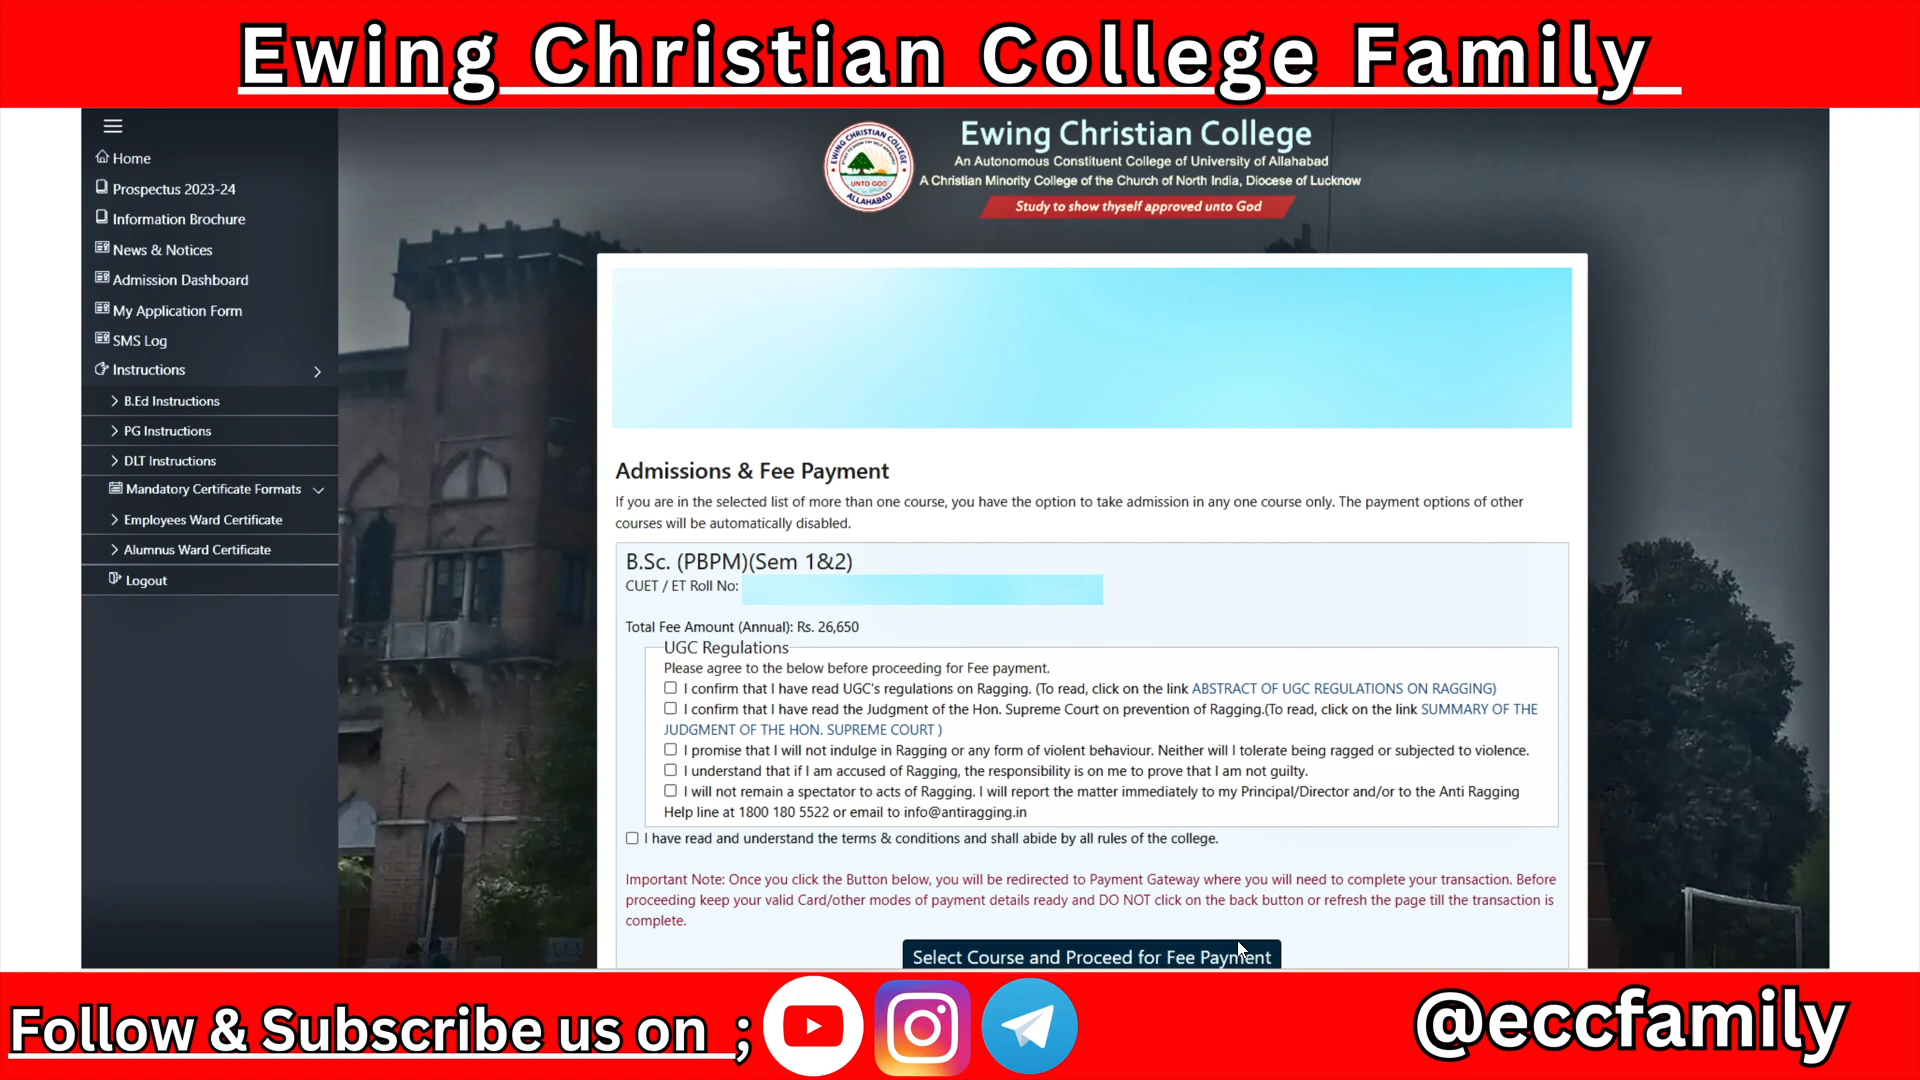 Ewing Christian College Family
EWING CHRISTIAN COLLEGE
UNTO GOD
ALLAHABAD
Ewing Christian College
An Autonomous Constituent College of University of Allahabad
A Christian Minority College of the Church of North India, Diocese of Lucknow
Study to show thyself approved unto God
Home
Prospectus 2023-24
Information Brochure
News & Notices
Admission Dashboard
My Application Form
SMS Log
Instructions
B.Ed Instructions
PG Instructions
DLT Instructions
Mandatory Certificate Formats
Employees Ward Certificate
Alumnus Ward Certificate
Logout
Admissions & Fee Payment
If you are in the selected list of more than one course, you have the option to take admission in any one course only. The payment options of other
courses will be automatically disabled.
B.Sc. (PBPM)(Sem 1&2)
CUET / ET Roll No:
Total Fee Amount (Annual): Rs. 26,650
UGC Regulations
Please agree to the below before proceeding for Fee payment.
I confirm that I have read UGC's regulations on Ragging. (To read, click on the link ABSTRACT OF UGC REGULATIONS ON RAGGING)
I confirm that I have read the Judgment of the Hon. Supreme Court on prevention of Ragging.(To read, click on the link SUMMARY OF THE
JUDGMENT OF THE HON. SUPREME COURT )
I promise that I will not indulge in Ragging or any form of violent behaviour. Neither will I tolerate being ragged or subjected to violence.
I understand that if I am accused of Ragging, the responsibility is on me to prove that I am not guilty.
I will not remain a spectator to acts of Ragging. I will report the matter immediately to my Principal/Director and/or to the Anti Ragging
Help line at 1800 180 5522 or email to info@antiragging.in
I have read and understand the terms & conditions and shall abide by all rules of the college.
Important Note: Once you click the Button below, you will be redirected to Payment Gateway where you will need to complete your transaction. Before
proceeding keep your valid Card/other modes of payment details ready and DO NOT click on the back button or refresh the page till the transaction is
complete.
Select Course and Proceed for Fee Payment
Follow & Subscribe us on ;
@eccfamily